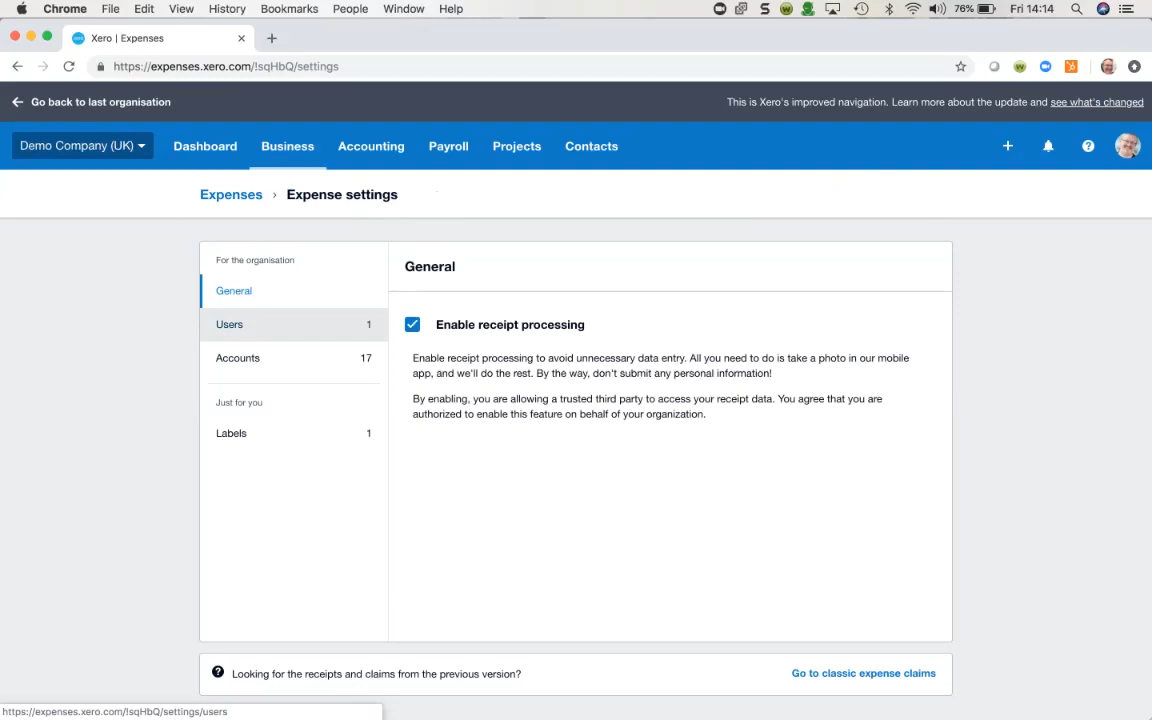 Chrome File Edit View History Bookmarks People Window Help 76% Fri 14:14
Xero | Expenses
https://expenses.xero.com/!sqHbQ/settings
Go back to last organisation
This is Xero's improved navigation. Learn more about the update and see what's changed
Demo Company (UK) Dashboard Business Accounting Payroll Projects Contacts
Expenses › Expense settings
For the organisation
General
Users 1
Accounts 17
Just for you
Labels 1
General
Enable receipt processing
Enable receipt processing to avoid unnecessary data entry. All you need to do is take a photo in our mobile
app, and we'll do the rest. By the way, don't submit any personal information!
By enabling, you are allowing a trusted third party to access your receipt data. You agree that you are
authorized to enable this feature on behalf of your organization.
Looking for the receipts and claims from the previous version?
Go to classic expense claims
https://expenses.xero.com/!sqHbQ/settings/users